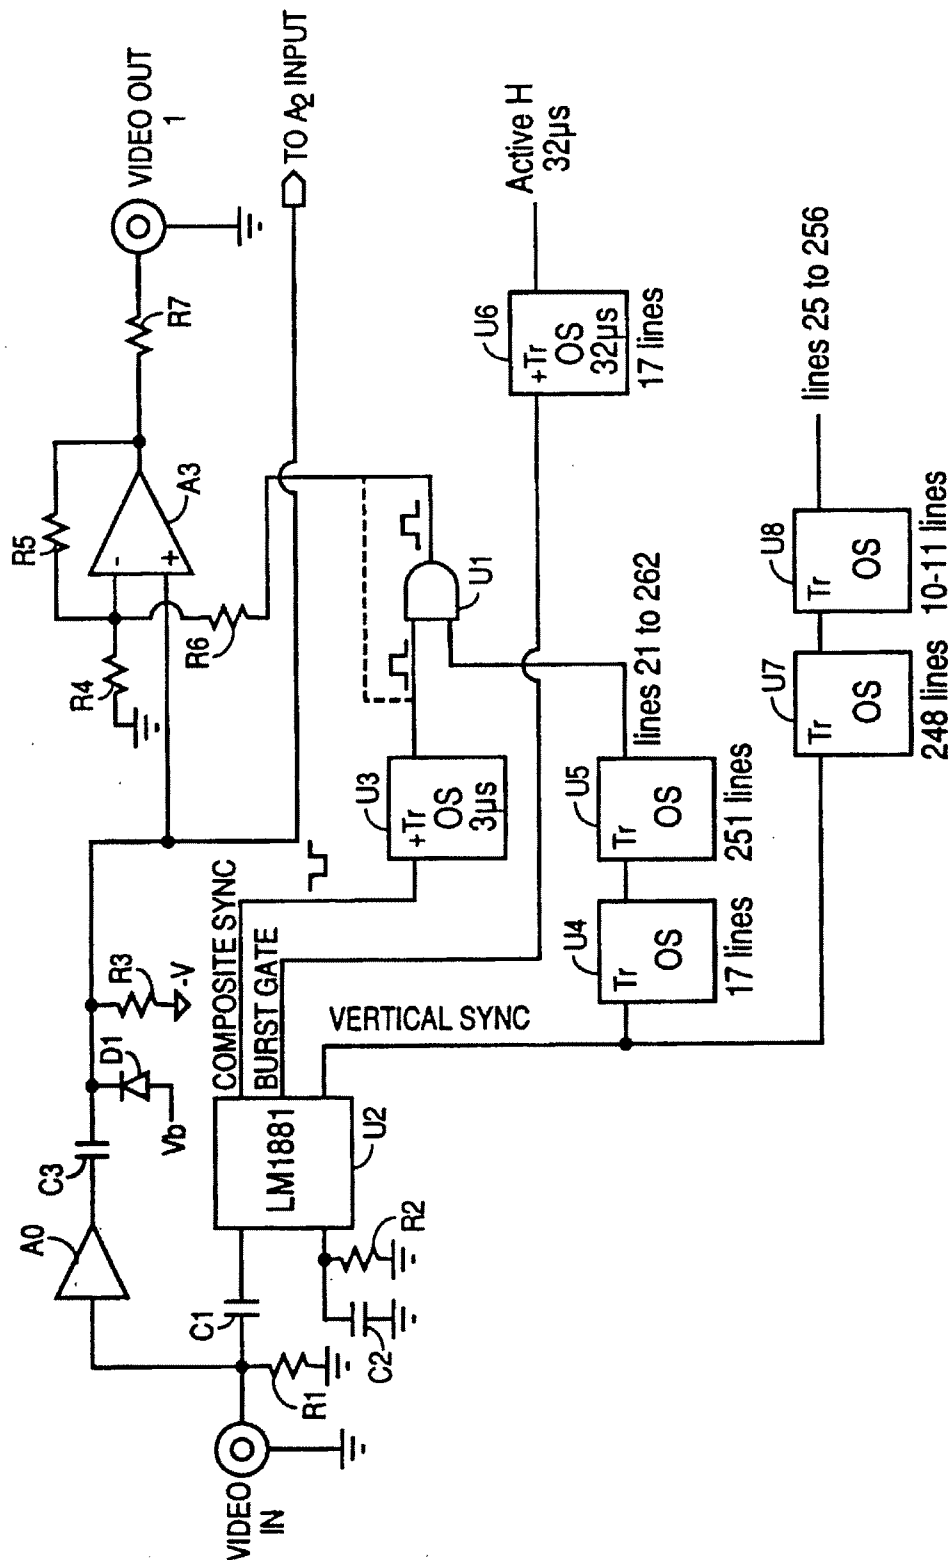 VIDEO IN
R1
C1
A0
C3
D1
Vb
R3
-V
C2
R2
LM1881
U2
COMPOSITE SYNC
BURST GATE
VERTICAL SYNC
R4
R5
-
+
A3
R6
R7
VIDEO OUT
1
TO A2 INPUT
U3
+Tr
OS
3µs
U1
U4
Tr
OS
17 lines
U5
Tr
OS
251 lines
lines 21 to 262
U6
+Tr
OS
32µs
17 lines
Active H
32µs
U7
Tr
OS
248 lines
U8
Tr
OS
10-11 lines
lines 25 to 256